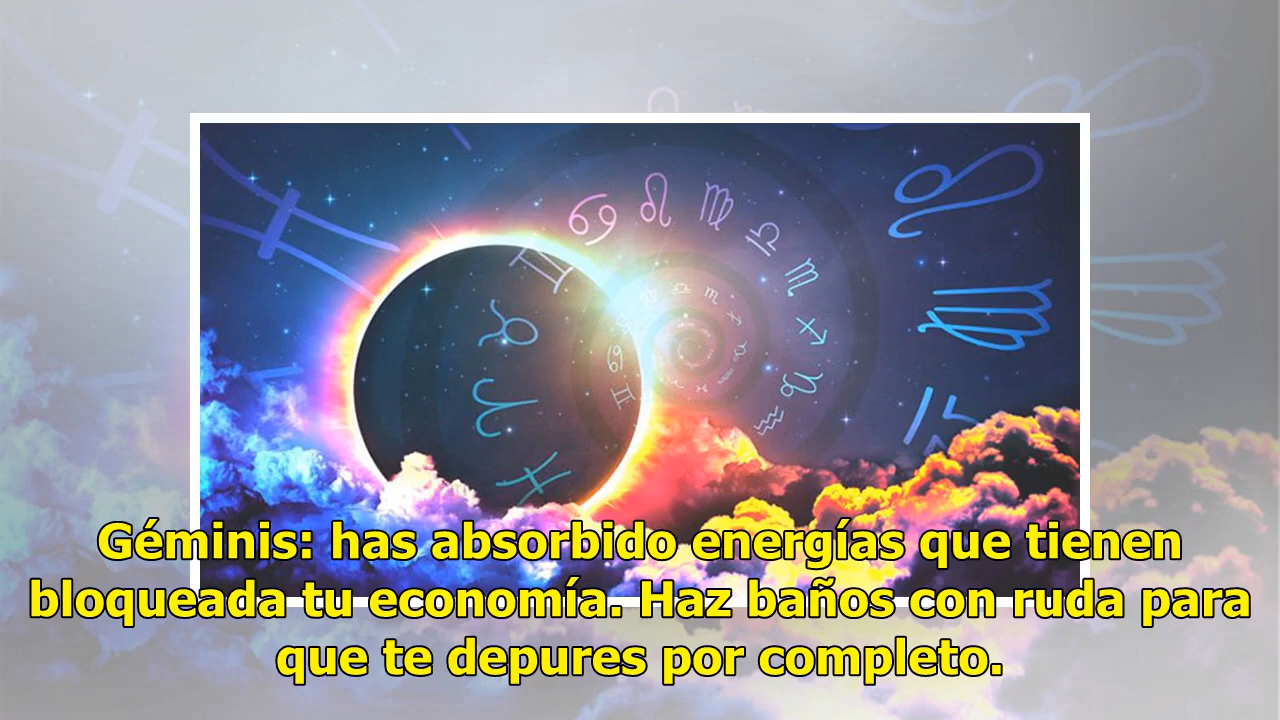 Géminis: has absorbido energías que tienen
bloqueada tu economía. Haz baños con ruda para
que te depures por completo.